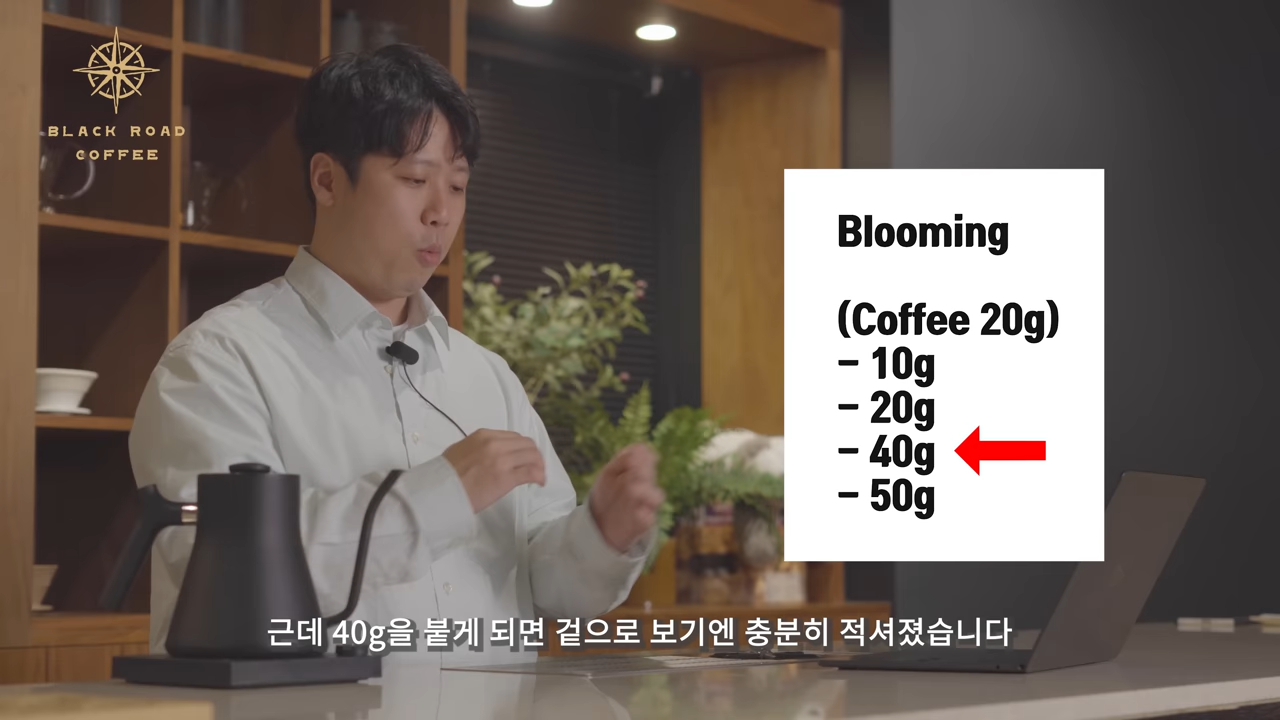 BLACK ROAD
COFFEE
Blooming
(Coffee 20g)
- 10g
- 20g
- 40g
- 50g
근데 40g을 붙게 되면 겉으로 보기엔 충분히 적셔졌습니다